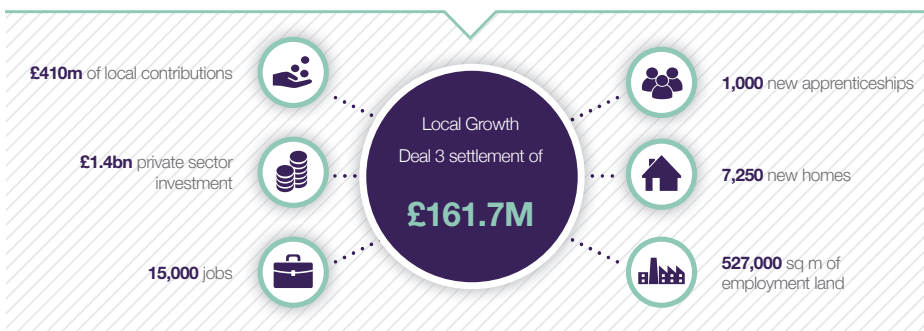 £410m of local contributions
£1.4bn private sector
investment
15,000 jobs
Local Growth
Deal 3 settlement of
£161.7M
1,000 new apprenticeships
7,250 new homes
527,000 sq m of
employment land